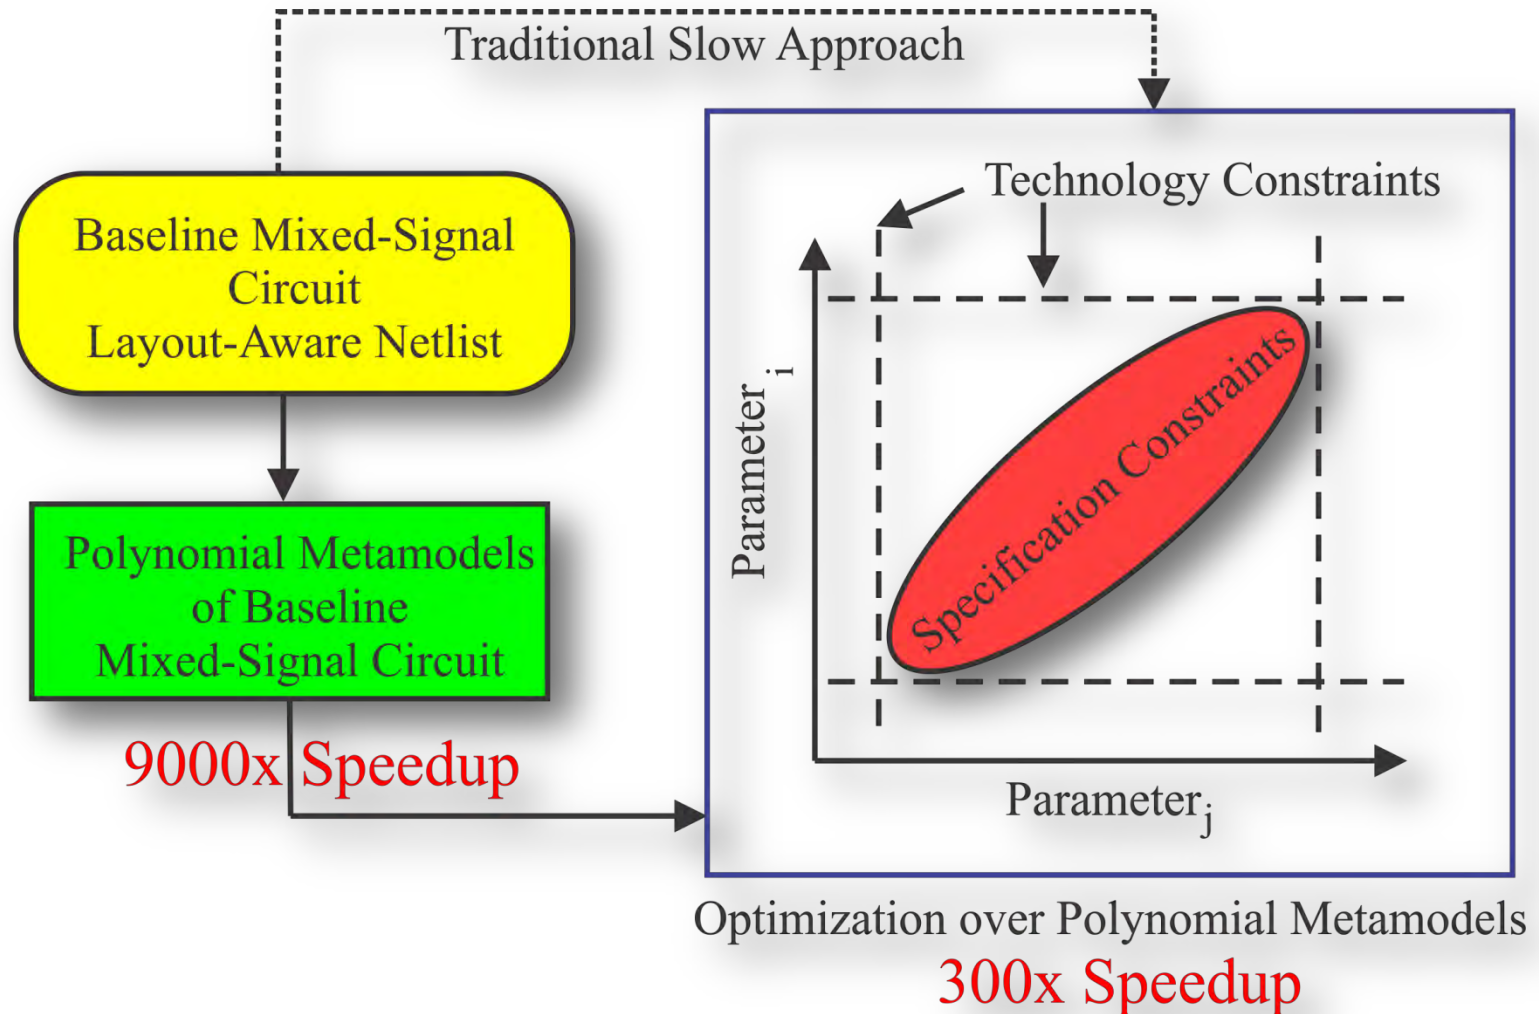 Traditional Slow Approach
Baseline Mixed-Signal
Circuit
Layout-Aware Netlist
Polynomial Metamodels
of Baseline
Mixed-Signal Circuit
9000x Speedup
Technology Constraints
Parameter i
Specification Constraints
Parameter j
Optimization over Polynomial Metamodels
300x Speedup